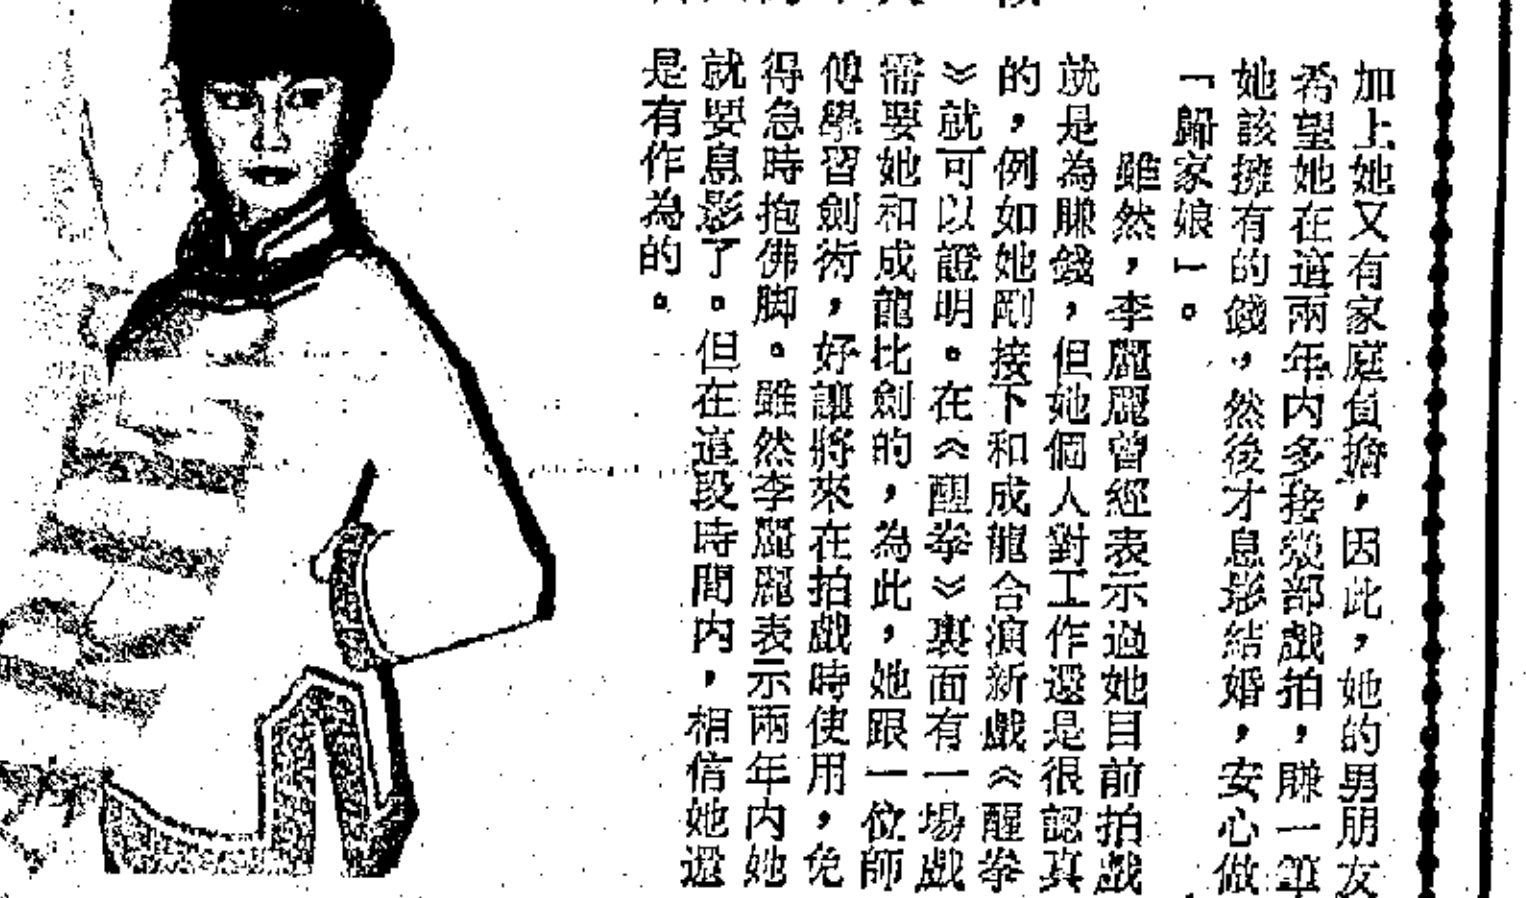 加上她又有家庭負擔，因此，她的男朋友
希望她在這兩年內多接幾部戲拍，賺一筆
她該擁有的錢，然後才息影結婚，安心做
「歸家娘」。
雖然，李麗麗曾經表示過她目前拍戲
就是為賺錢，但她個人對工作還是很認真
的，例如她剛接下和成龍合演新戲《醒拳
》就可以證明。在《醒拳》裏面有一場戲
需要她和成龍比劍的，為此，她跟一位師
傅學習劍術，好讓將來在拍戲時使用，免
得急時抱佛脚。雖然李麗麗表示兩年內她
就要息影了。但在這段時間內，相信她還
是有作為的。